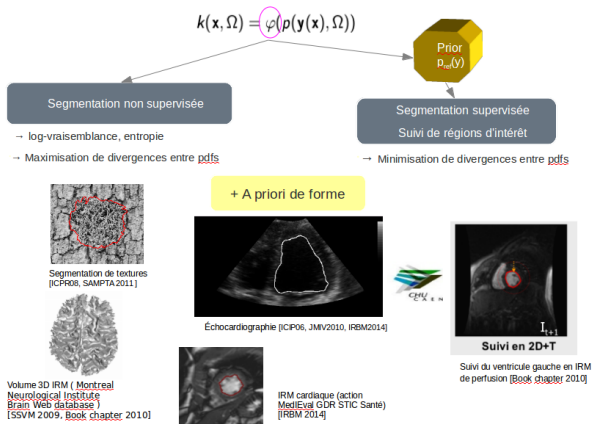 k(x,Ω) = φ(p(y(x),Ω))
Prior
p_ref(y)
Segmentation non supervisée
Segmentation supervisée
Suivi de régions d'intérêt
→ log-vraisemblance, entropie
→ Maximisation de divergences entre pdfs
→ Minimisation de divergences entre pdfs
+ A priori de forme
Segmentation de textures
[ICPR08, SAMPTA 2011 ]
Échocardiographie [ICIP06, JMIV2010, IRBM2014]
CHU
CAEN
I_t+1
Suivi en 2D+T
Suivi du ventricule gauche en IRM
de perfusion [Book chapter 2010]
Volume 3D IRM ( Montreal
Neurological Institute
Brain Web database )
[SSVM 2009, Book chapter 2010]
IRM cardiaque (action
MedIEval GDR STIC Santé)
[IRBM 2014]